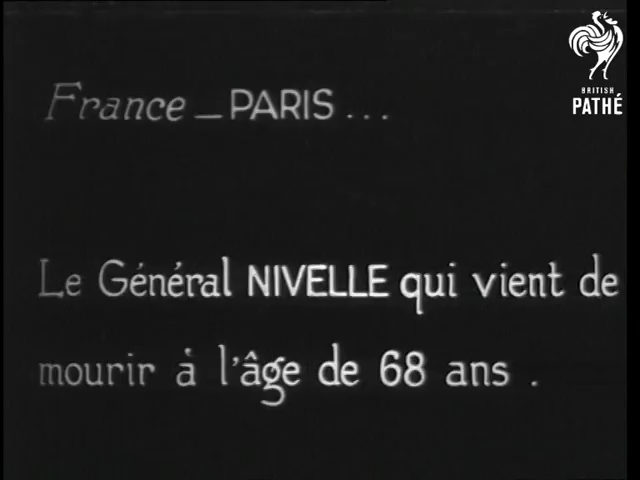 BRITISH
PATHÉ
France – PARIS ...
Le Général NIVELLE qui vient de
mourir à l'âge de 68 ans .